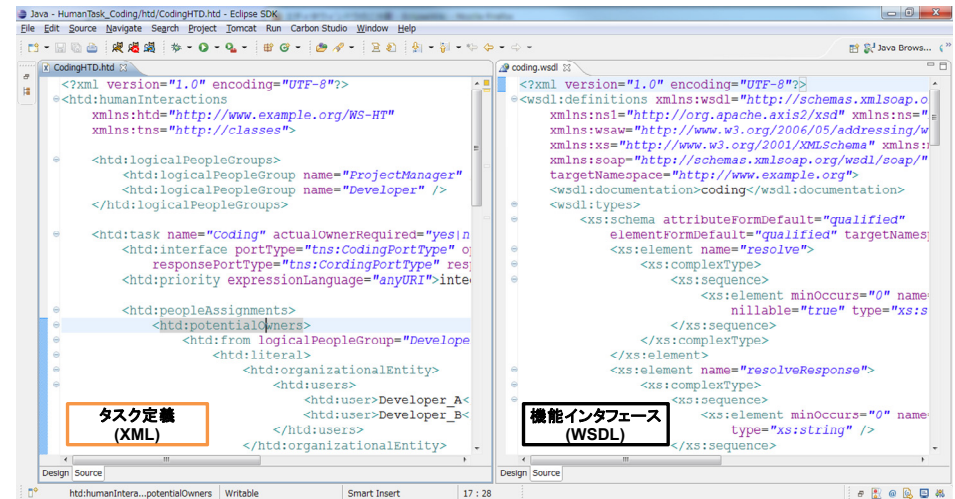 Java - HumanTask_Coding/htd/CodingHTD.htd - Eclipse SDK
File Edit Source Navigate Search Project Tomcat Run Carbon Studio Window Help
Java Brows...
CodingHTD.htd
<?xml version="1.0" encoding="UTF-8"?>
<htd:humanInteractions
xmlns:htd="http://www.example.org/WS-HT"
xmlns:tns="http://classes">
<htd:logicalPeopleGroups>
<htd:logicalPeopleGroup name="ProjectManager"
<htd:logicalPeopleGroup name="Developer" />
</htd:logicalPeopleGroups>
<htd:task name="Coding" actualOwnerRequired="yes|n
<htd:interface portType="tns:CodingPortType" o
responsePortType="tns:CordingPortType" res
<htd:priority expressionLanguage="anyURI">inte
<htd:peopleAssignments>
<htd:potentialOwners>
<htd:from logicalPeopleGroup="Develope
<htd:literal>
<htd:organizationalEntity>
<htd:users>
<htd:user>Developer_A<
<htd:user>Developer_B<
</htd:users>
</htd:organizationalEntity>
タスク定義
(XML)
Design Source
coding.wsdl
<?xml version="1.0" encoding="UTF-8"?>
<wsdl:definitions xmlns:wsdl="http://schemas.xmlsoap.o
xmlns:ns1="http://org.apache.axis2/xsd" xmlns:ns="
xmlns:wsaw="http://www.w3.org/2006/05/addressing/w
xmlns:xs="http://www.w3.org/2001/XMLSchema" xmlns:
xmlns:soap="http://schemas.xmlsoap.org/wsdl/soap/"
targetNamespace="http://www.example.org">
<wsdl:documentation>coding</wsdl:documentation>
<wsdl:types>
<xs:schema attributeFormDefault="qualified"
elementFormDefault="qualified" targetNames
<xs:element name="resolve">
<xs:complexType>
<xs:sequence>
<xs:element minOccurs="0" name
nillable="true" type="xs:s
</xs:sequence>
</xs:complexType>
</xs:element>
<xs:element name="resolveResponse">
<xs:complexType>
<xs:sequence>
<xs:element minOccurs="0" name
type="xs:string" />
</xs:sequence>
機能インタフェース
(WSDL)
Design Source
htd:humanIntera...potentialOwners Writable Smart Insert 17 : 28